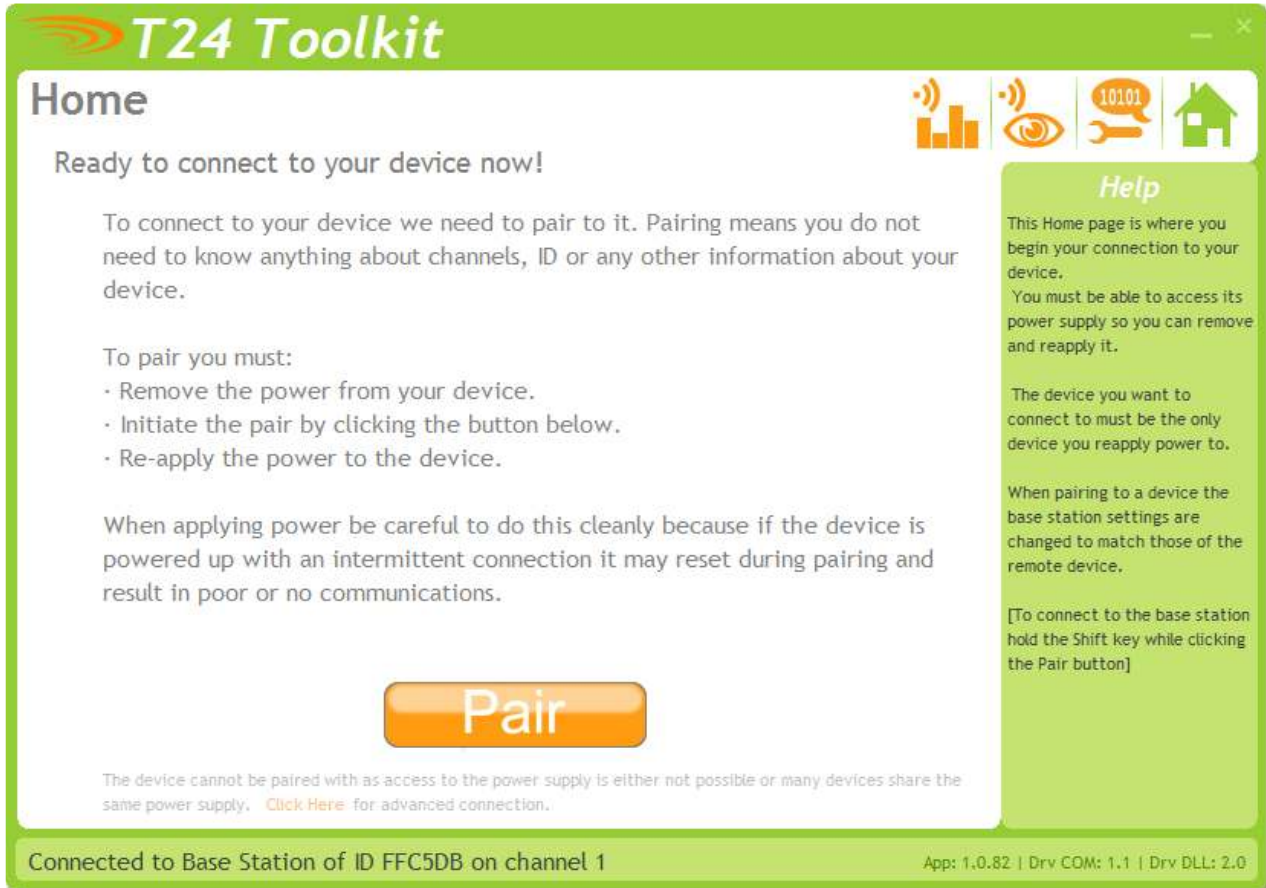 T24 Toolkit
Home
10101
Ready to connect to your device now!
To connect to your device we need to pair to it. Pairing means you do not
need to know anything about channels, ID or any other information about your
device.
To pair you must:
· Remove the power from your device.
· Initiate the pair by clicking the button below.
· Re-apply the power to the device.
When applying power be careful to do this cleanly because if the device is
powered up with an intermittent connection it may reset during pairing and
result in poor or no communications.
Pair
The device cannot be paired with as access to the power supply is either not possible or many devices share the
same power supply. Click Here for advanced connection.
Help
This Home page is where you
begin your connection to your
device.
You must be able to access its
power supply so you can remove
and reapply it.
The device you want to
connect to must be the only
device you reapply power to.
When pairing to a device the
base station settings are
changed to match those of the
remote device.
[To connect to the base station
hold the Shift key while clicking
the Pair button]
Connected to Base Station of ID FFC5DB on channel 1
App: 1.0.82 | Drv COM: 1.1 | Drv DLL: 2.0